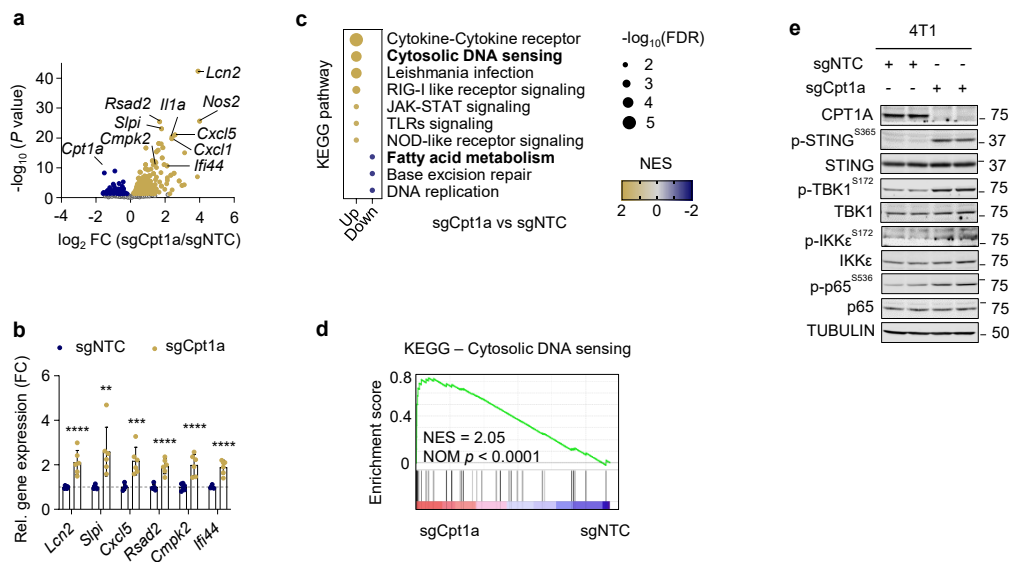 a
-log10 (P value)
40
30
20
10
0
Lcn2
Rsad2
Il1a
Nos2
Slpi
Cxcl5
Cmpk2
Cxcl1
Cpt1a
Ifi44
-4 -2 0 2 4 6
log2 FC (sgCpt1a/sgNTC)
b
sgNTC sgCpt1a
Rel. gene expression (FC)
6
4
2
0
**** ** *** **** **** ****
Lcn2 Slpi Cxcl5 Rsad2 Cmpk2 Ifi44
c
KEGG pathway
Cytokine-Cytokine receptor
Cytosolic DNA sensing
Leishmania infection
RIG-I like receptor signaling
JAK-STAT signaling
TLRs signaling
NOD-like receptor signaling
Fatty acid metabolism
Base excision repair
DNA replication
Up
Down
sgCpt1a vs sgNTC
-log10(FDR)
2
3
4
5
NES
2 0 -2
d
KEGG – Cytosolic DNA sensing
Enrichment score
0.8
0.4
0
NES = 2.05
NOM p < 0.0001
sgCpt1a sgNTC
e
4T1
sgNTC + + - -
sgCpt1a - - + +
CPT1A 75
p-STING S365 37
STING 37
p-TBK1 S172 75
TBK1 75
p-IKKε S172 75
IKKε 75
p-p65 S536 75
p65 75
TUBULIN 50